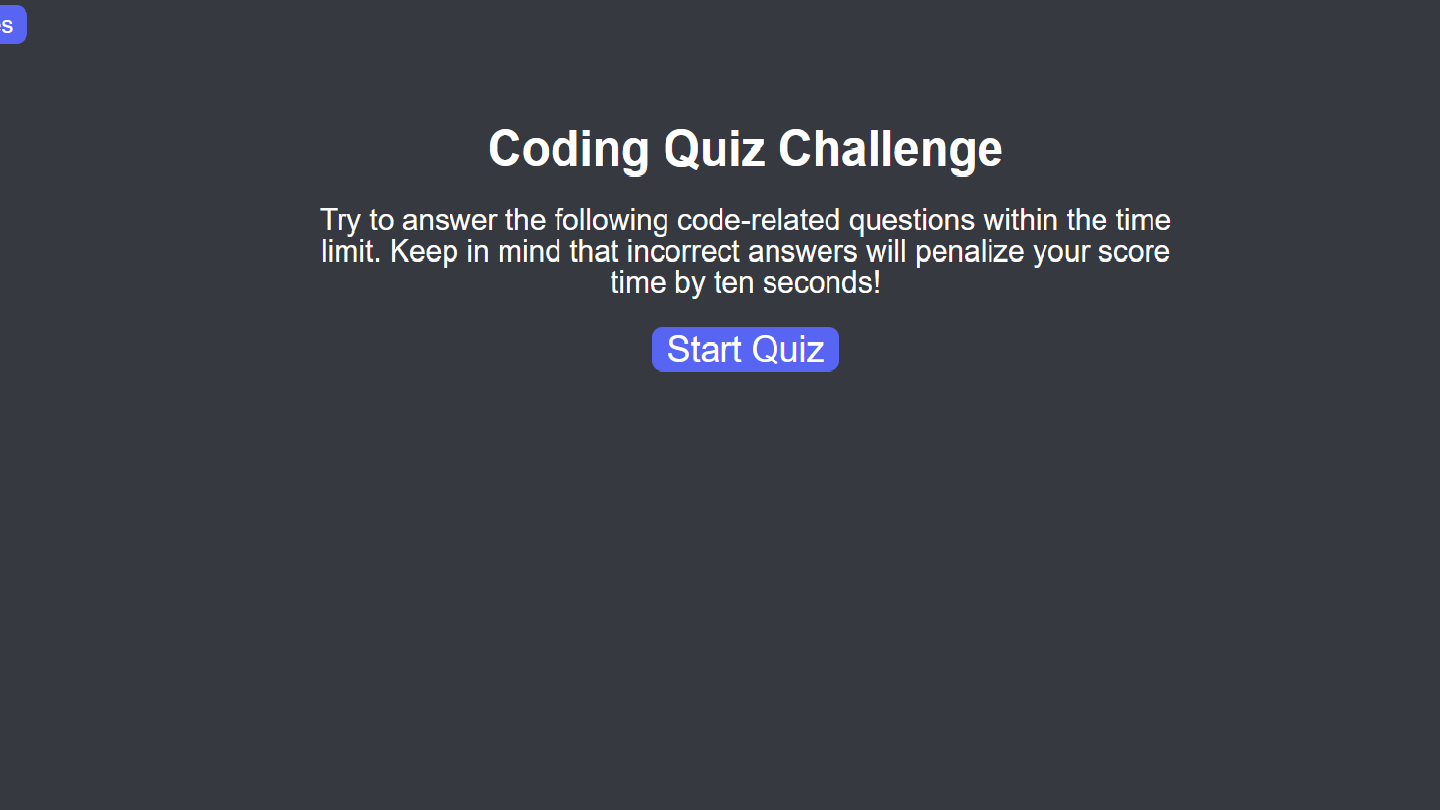 Coding Quiz Challenge
Try to answer the following code-related questions within the time
limit. Keep in mind that incorrect answers will penalize your score
time by ten seconds!
Start Quiz